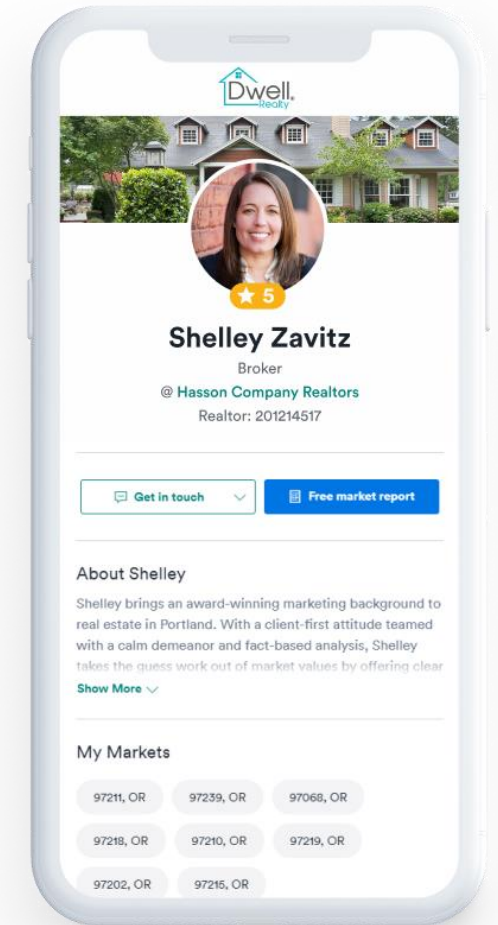 Dwell.
Realty
5
Shelley Zavitz
Broker
@ Hasson Company Realtors
Realtor: 201214517
Get in touch
Free market report
About Shelley
Shelley brings an award-winning marketing background to
real estate in Portland. With a client-first attitude teamed
with a calm demeanor and fact-based analysis, Shelley
takes the guess work out of market values by offering clear
Show More
My Markets
97211, OR
97239, OR
97068, OR
97218, OR
97210, OR
97219, OR
97202, OR
97215, OR